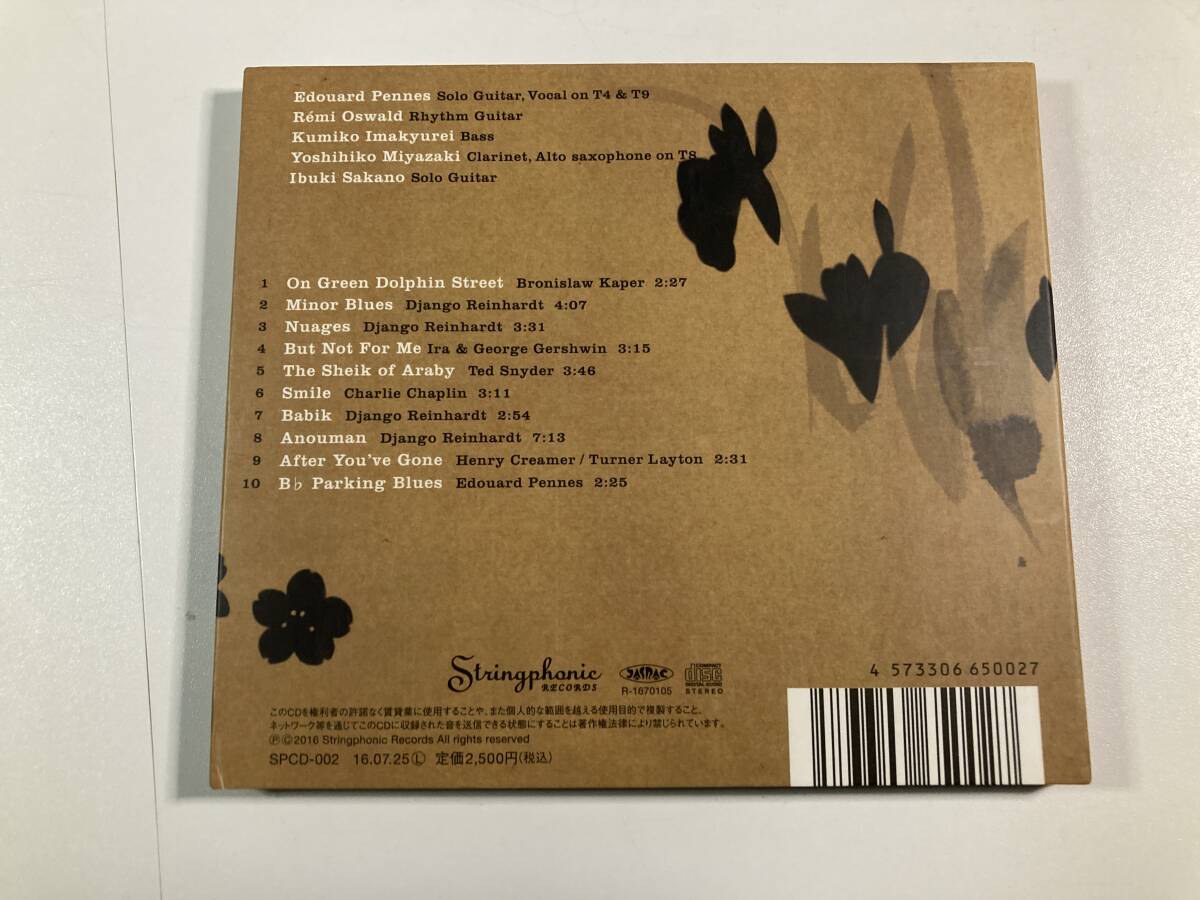 Edouard Pennes Solo Guitar, Vocal on T4 & T9
Rémi Oswald Rhythm Guitar
Kumiko Imakyurei Bass
Yoshihiko Miyazaki Clarinet, Alto saxophone on T8
Ibuki Sakano Solo Guitar
1 On Green Dolphin Street Bronislaw Kaper 2:27
2 Minor Blues Django Reinhardt 4:07
3 Nuages Django Reinhardt 3:31
4 But Not For Me Ira & George Gershwin 3:15
5 The Sheik of Araby Ted Snyder 3:46
6 Smile Charlie Chaplin 3:11
7 Babik Django Reinhardt 2:54
8 Anouman Django Reinhardt 7:13
9 After You've Gone Henry Creamer / Turner Layton 2:31
10 B♭ Parking Blues Edouard Pennes 2:25
Stringphonic
RECORDS
JASRAC
R-1670105
COMPACT
disc
DIGITAL AUDIO
STEREO
4 573306 650027
このCDを権利者の許諾なく賃貸業に使用することや、また個人的な範囲を越える使用目的で複製すること、
ネットワーク等を通じてこのCDに収録された音を送信できる状態にすることは著作権法律により禁じられています。
Ⓟ©2016 Stringphonic Records All rights reserved
SPCD-002 16.07.25Ⓛ 定価2,500円(税込)